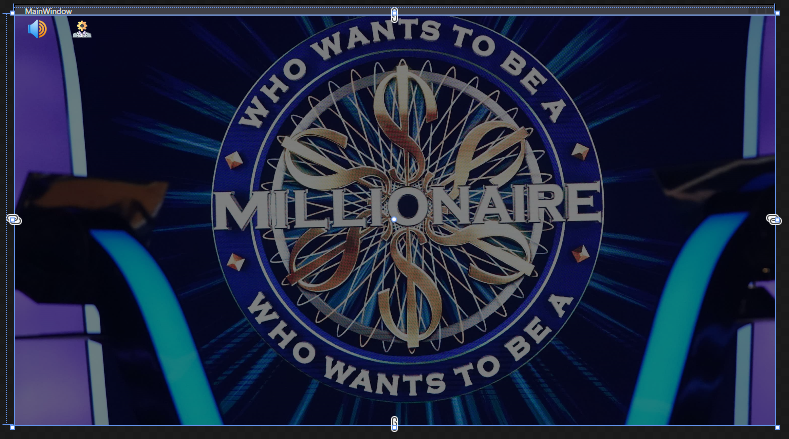 MainWindow
WHO WANTS TO BE A
MILLIONAIRE
WHO WANTS TO BE A